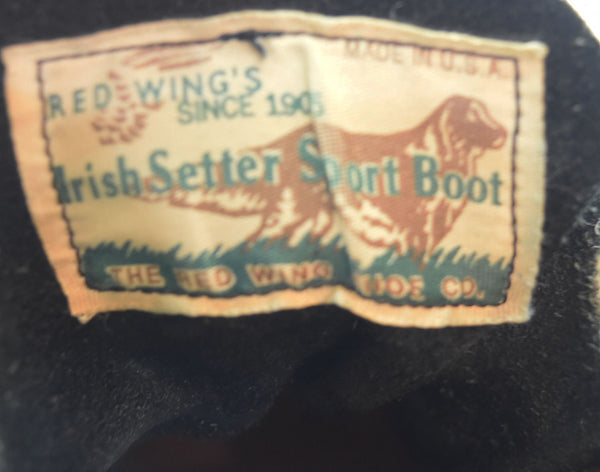 RED WING'S
MADE IN U.S.A.
SINCE 1905
Irish Setter Sport Boot
THE RED WING SHOE CO.